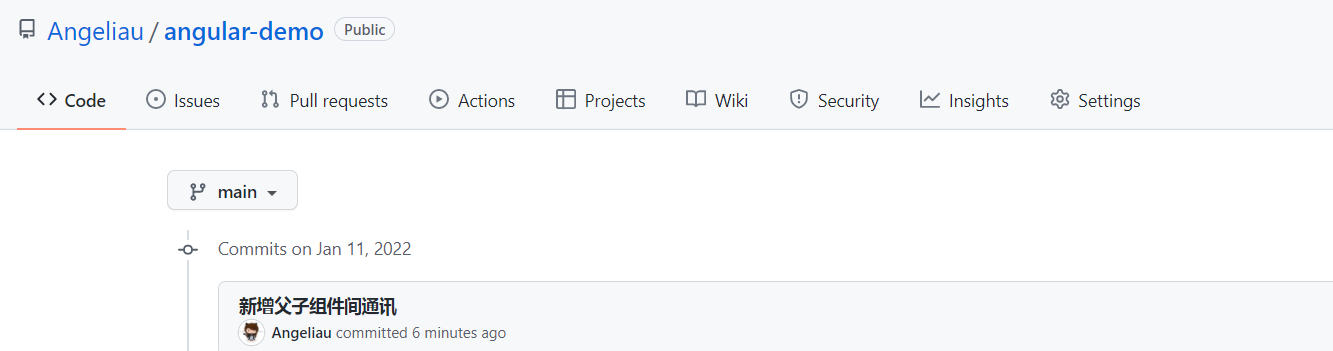 Angeliau / angular-demo Public
Code Issues Pull requests Actions Projects Wiki Security Insights Settings
main
Commits on Jan 11, 2022
新增父子组件间通讯
Angeliau committed 6 minutes ago